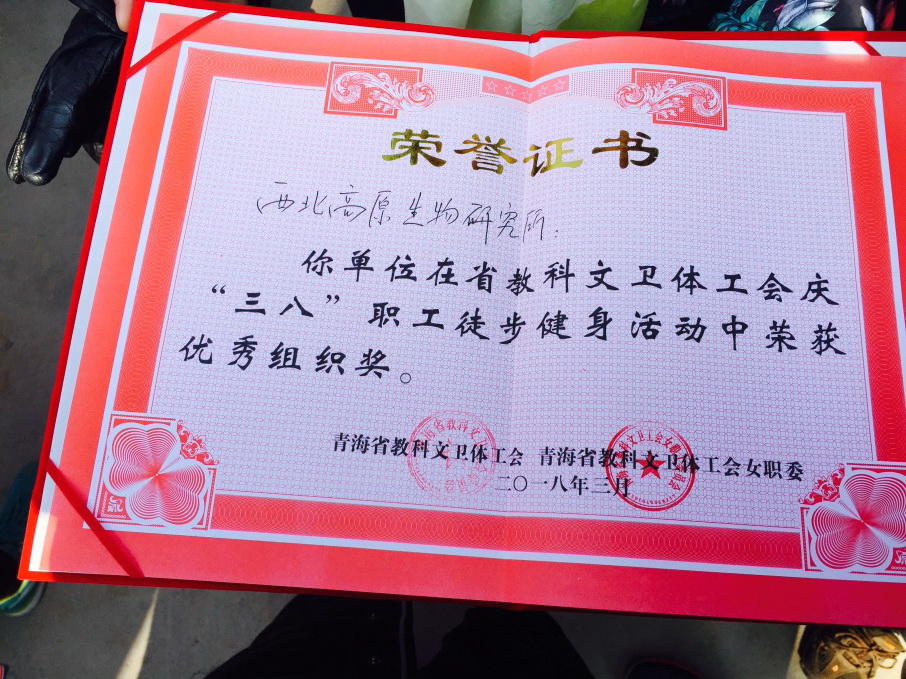 荣誉证书
西北高原生物研究所:
你单位在省教科文卫体工会庆
“三八”职工徒步健身活动中荣获
优秀组织奖。
青海省教科文卫体工会 青海省教科文卫体工会女职委
二〇一八年三月